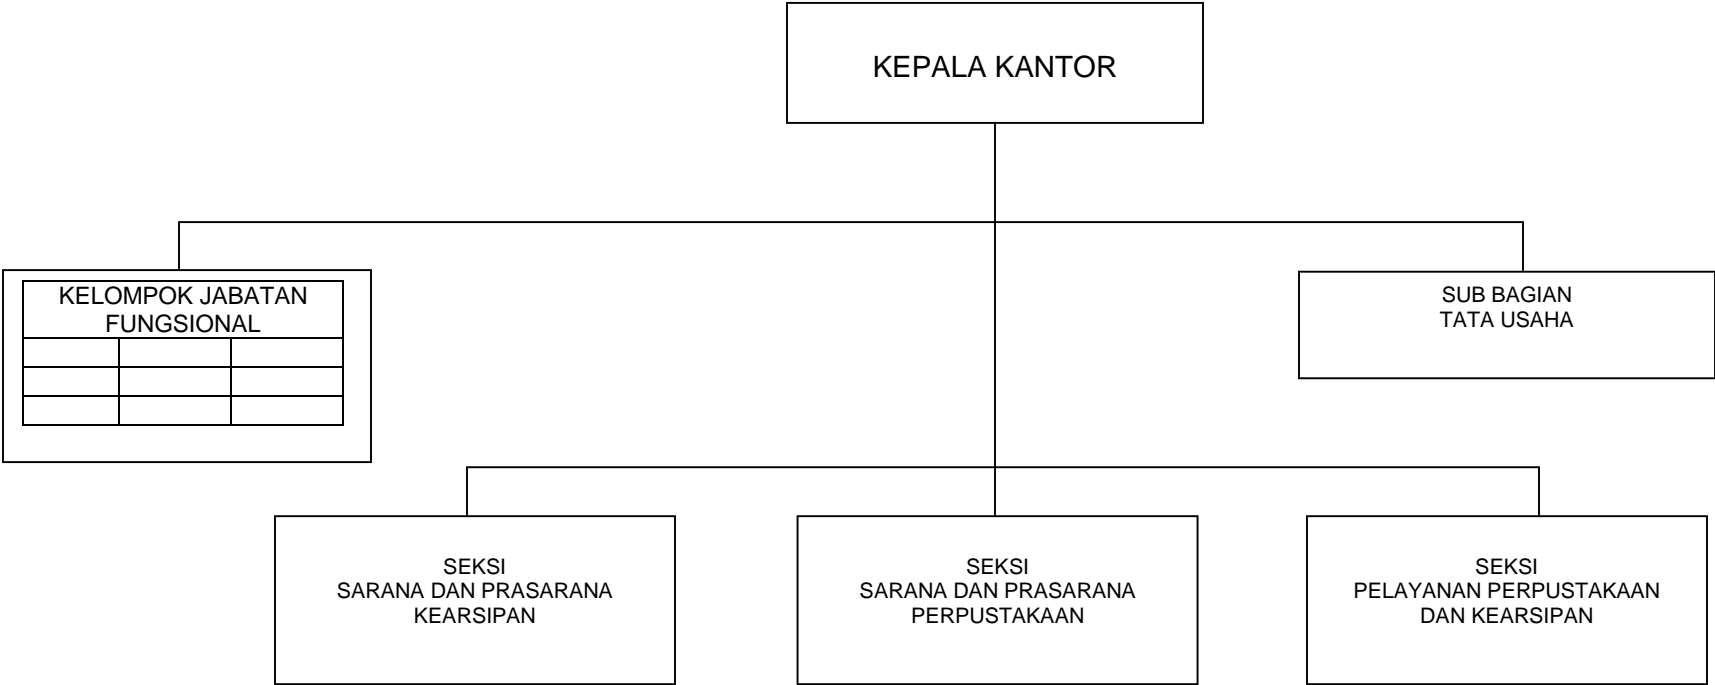 KEPALA KANTOR
KELOMPOK JABATAN
FUNGSIONAL
SUB BAGIAN
TATA USAHA
SEKSI
SARANA DAN PRASARANA
KEARSIPAN
SEKSI
SARANA DAN PRASARANA
PERPUSTAKAAN
SEKSI
PELAYANAN PERPUSTAKAAN
DAN KEARSIPAN